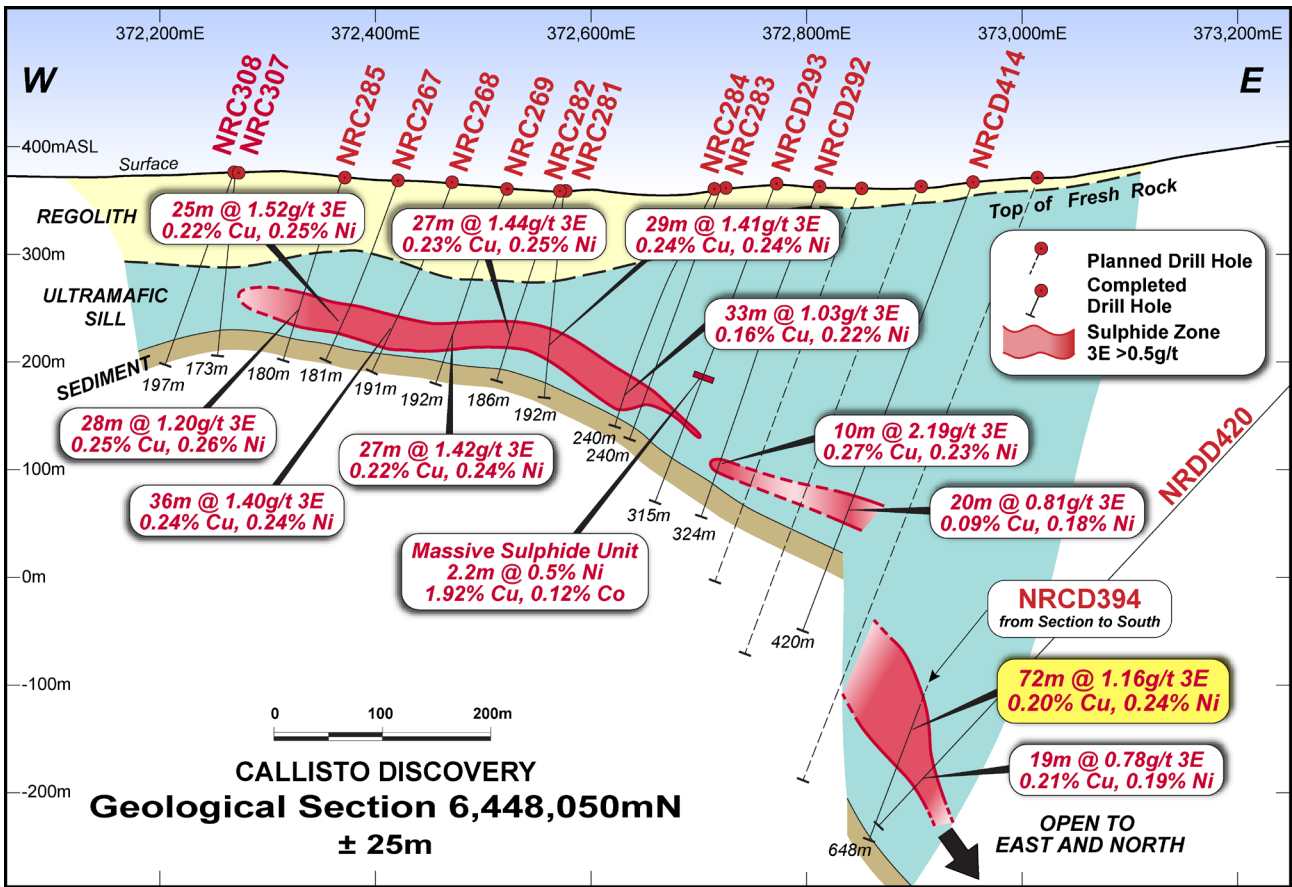 372,200mE
372,400mE
372,600mE
372,800mE
373,000mE
373,200mE
W
E
NRC308
NRC307
NRC285
NRC267
NRC268
NRC269
NRC282
NRC281
NRC284
NRC283
NRCD293
NRCD292
NRCD414
400mASL
Surface
REGOLITH
25m @ 1.52g/t 3E
0.22% Cu, 0.25% Ni
27m @ 1.44g/t 3E
0.23% Cu, 0.25% Ni
29m @ 1.41g/t 3E
0.24% Cu, 0.24% Ni
Top of Fresh Rock
300m
Planned Drill Hole
Completed
Drill Hole
Sulphide Zone
3E >0.5g/t
ULTRAMAFIC
SILL
33m @ 1.03g/t 3E
0.16% Cu, 0.22% Ni
200m
SEDIMENT
197m
173m
180m
181m
191m
192m
186m
192m
240m
240m
28m @ 1.20g/t 3E
0.25% Cu, 0.26% Ni
27m @ 1.42g/t 3E
0.22% Cu, 0.24% Ni
10m @ 2.19g/t 3E
0.27% Cu, 0.23% Ni
NRDD420
100m
36m @ 1.40g/t 3E
0.24% Cu, 0.24% Ni
315m
324m
20m @ 0.81g/t 3E
0.09% Cu, 0.18% Ni
Massive Sulphide Unit
2.2m @ 0.5% Ni
1.92% Cu, 0.12% Co
0m
NRCD394
from Section to South
420m
-100m
72m @ 1.16g/t 3E
0.20% Cu, 0.24% Ni
0
100
200m
19m @ 0.78g/t 3E
0.21% Cu, 0.19% Ni
CALLISTO DISCOVERY
-200m
Geological Section 6,448,050mN
± 25m
OPEN TO
EAST AND NORTH
648m